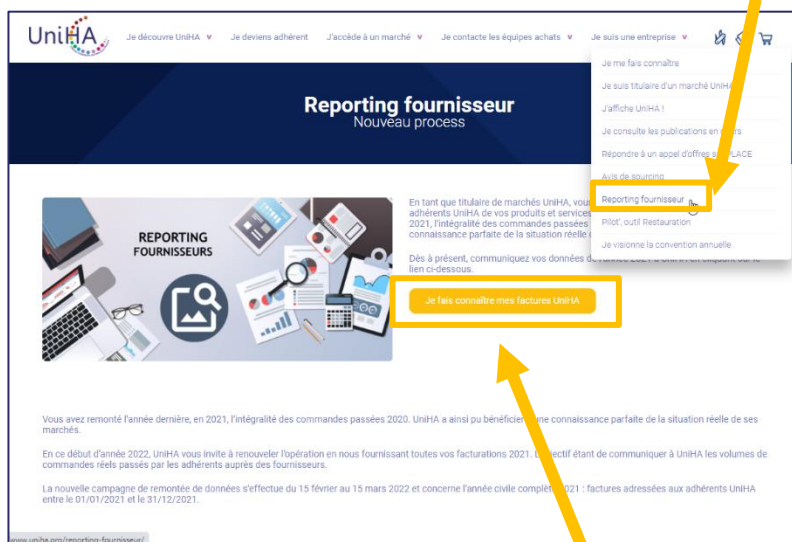 UniHA
Je découvre UniHA
Je deviens adhérent
J'accède à un marché
Je contacte les équipes achats
Je suis une entreprise
Je me fais connaître
Je suis titulaire d'un marché UniHA
J'affiche UniHA !
Je consulte les publications en
Répondre à un appel d'offres PLACE
Avis de sourcing
Reporting fournisseur
Pilot', outil Restauration
Je visionne la convention annuelle
Reporting fournisseur
Nouveau process
REPORTING
FOURNISSEURS
En tant que titulaire de marchés UniHA, vous
adhérents UniHA de vos produits et services
2021, l'intégralité des commandes passées
connaissance parfaite de la situation réelle
Dès à présent, communiquez vos données de l'année 2021 à UniHA en cliquant sur le
lien ci-dessous.
Je fais connaître mes factures UniHA
Vous avez remonté l'année dernière, en 2021, l'intégralité des commandes passées 2020. UniHA a ainsi pu bénéficier connaissance parfaite de la situation réelle de ses
marchés.
En ce début d'année 2022, UniHA vous invite à renouveler l'opération en nous fournissant toutes vos facturations 2021. étant de communiquer à UniHA les volumes de
commandes réels passés par les adhérents auprès des fournisseurs.
La nouvelle campagne de remontée de données s'effectue du 15 février au 15 mars 2022 et concerne l'année civile complète 2021 : factures adressées aux adhérents UniHA
entre le 01/01/2021 et le 31/12/2021.
www.uniha.org/reporting-fournisseur/